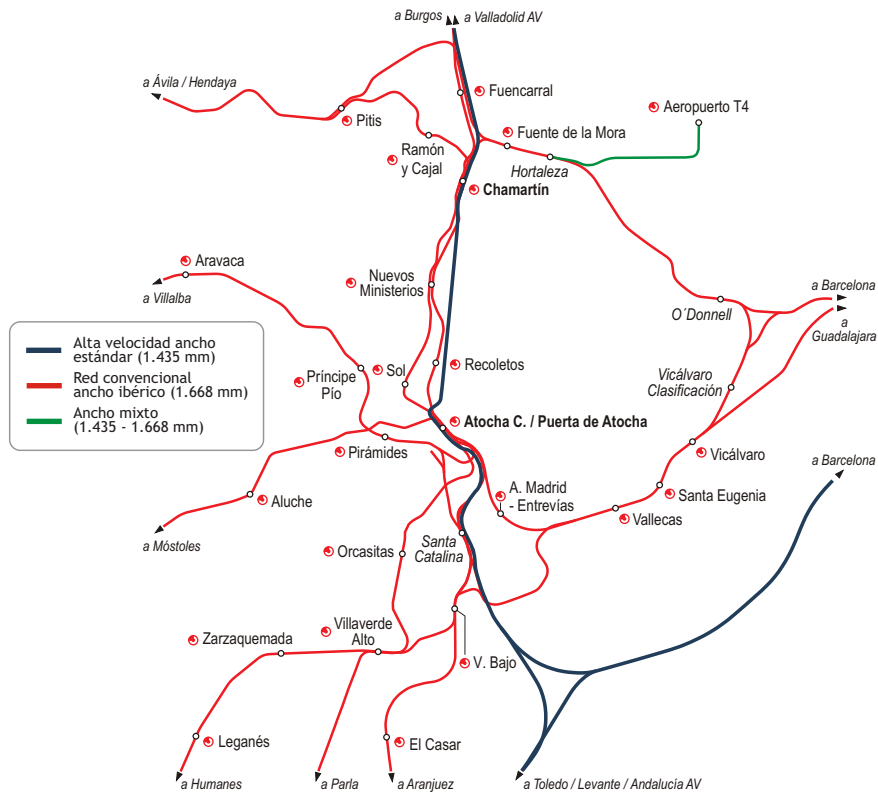 a Burgos
a Valladolid AV
a Ávila / Hendaya
Fuencarral
Aeropuerto T4
Pitis
Fuente de la Mora
Ramón
y Cajal
Hortaleza
Chamartín
Aravaca
a Villalba
Nuevos
Ministerios
a Barcelona
O´Donnell
a
Guadalajara
Alta velocidad ancho
estándar (1.435 mm)
Red convencional
ancho ibérico (1.668 mm)
Ancho mixto
(1.435 - 1.668 mm)
Príncipe
Pío
Sol
Recoletos
Vicálvaro
Clasificación
Atocha C. / Puerta de Atocha
Pirámides
Vicálvaro
a Barcelona
Aluche
A. Madrid
- Entrevías
Santa Eugenia
Vallecas
a Móstoles
Orcasitas
Santa
Catalina
Zarzaquemada
Villaverde
Alto
V. Bajo
Leganés
El Casar
a Humanes
a Parla
a Aranjuez
a Toledo / Levante / Andalucía AV